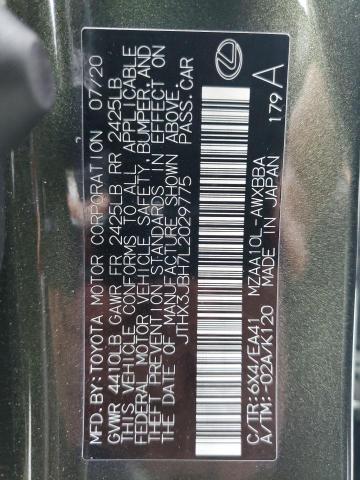 MFD.BY:TOYOTA MOTOR CORPORATION 07/20
GVWR 4410LB GAWR FR 2425LB RR 2425LB
THIS VEHICLE CONFORMS TO ALL APPLICABLE
FEDERAL MOTOR VEHICLE SAFETY, BUMPER, AND
THEFT PREVENTION STANDARDS IN EFFECT ON
THE DATE OF MANUFACTURE SHOWN ABOVE.
JTHX3JBH7L2029775 PASS.CAR
C/TR:6X4/EA41 MZAA10L-AWXBBA
A/TM:-02A/K120 MADE IN JAPAN
179 A